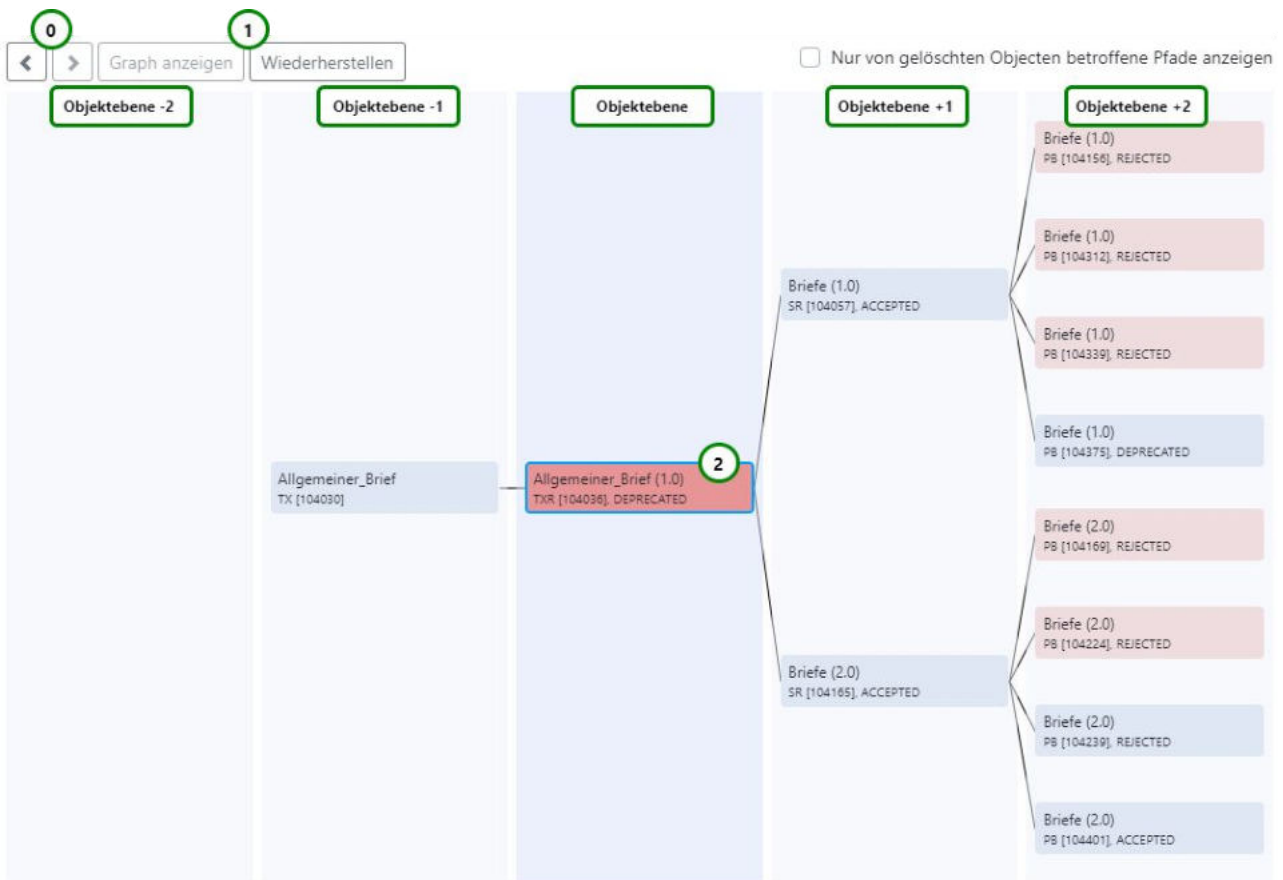 0
1
Graph anzeigen
Wiederherstellen
Nur von gelöschten Objecten betroffene Pfade anzeigen
Objektebene -2
Objektebene -1
Objektebene
Objektebene +1
Objektebene +2
Briefe (1.0)
PB [104156], REJECTED
Briefe (1.0)
PB [104312], REJECTED
Briefe (1.0)
SR [104057], ACCEPTED
Briefe (1.0)
PB [104339], REJECTED
Briefe (1.0)
PB [104375], DEPRECATED
2
Allgemeiner_Brief
TX [104030]
Allgemeiner_Brief (1.0)
TXR [104036], DEPRECATED
Briefe (2.0)
PB [104169], REJECTED
Briefe (2.0)
PB [104224], REJECTED
Briefe (2.0)
SR [104165], ACCEPTED
Briefe (2.0)
PB [104239], REJECTED
Briefe (2.0)
PB [104401], ACCEPTED